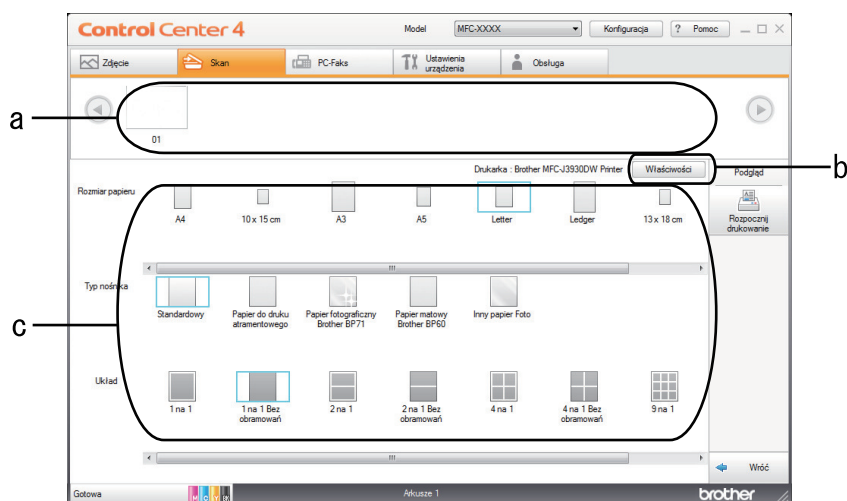 Control Center 4
Model
MFC-XXXX
Konfiguracja
? Pomoc
Zdjęcie
Skan
PC-Faks
Ustawienia
urządzenia
Obsługa
a
01
b
Drukarka : Brother MFC-J3930DW Printer
Właściwości
Podgląd
Rozmiar papieru
A4
10 x 15 cm
A3
A5
Letter
Ledger
13 x 18 cm
Rozpocznij
drukowanie
Typ nośnika
Standardowy
Papier do druku
atramentowego
Papier fotograficzny
Brother BP71
Papier matowy
Brother BP60
Inny papier Foto
c
Układ
1 na 1
1 na 1 Bez
obramowań
2 na 1
2 na 1 Bez
obramowań
4 na 1
4 na 1 Bez
obramowań
9 na 1
Wróć
Gotowa
M C Y BK
Arkusze 1
brother